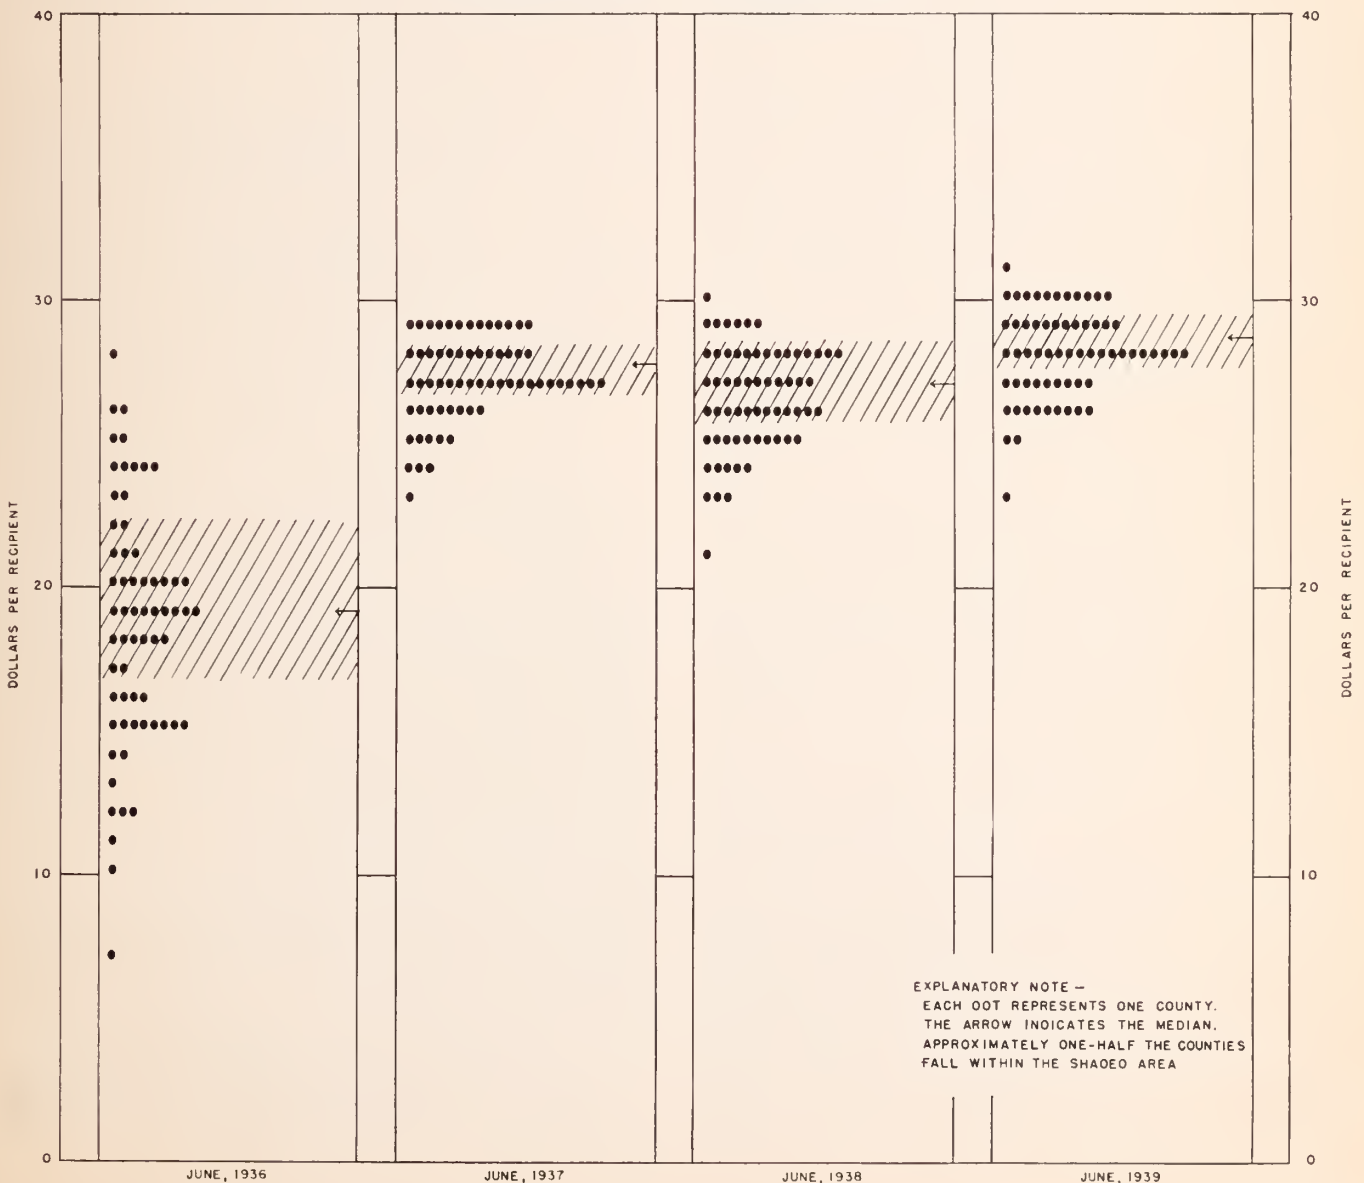 40
40
30
30
20
20
10
10
0
0
DOLLARS PER RECIPIENT
DOLLARS PER RECIPIENT
EXPLANATORY NOTE —
EACH OOT REPRESENTS ONE COUNTY.
THE ARROW INOICATES THE MEDIAN.
APPROXIMATELY ONE-HALF THE COUNTIES
FALL WITHIN THE SHAOEO AREA
JUNE, 1936
JUNE, 1937
JUNE, 1938
JUNE, 1939